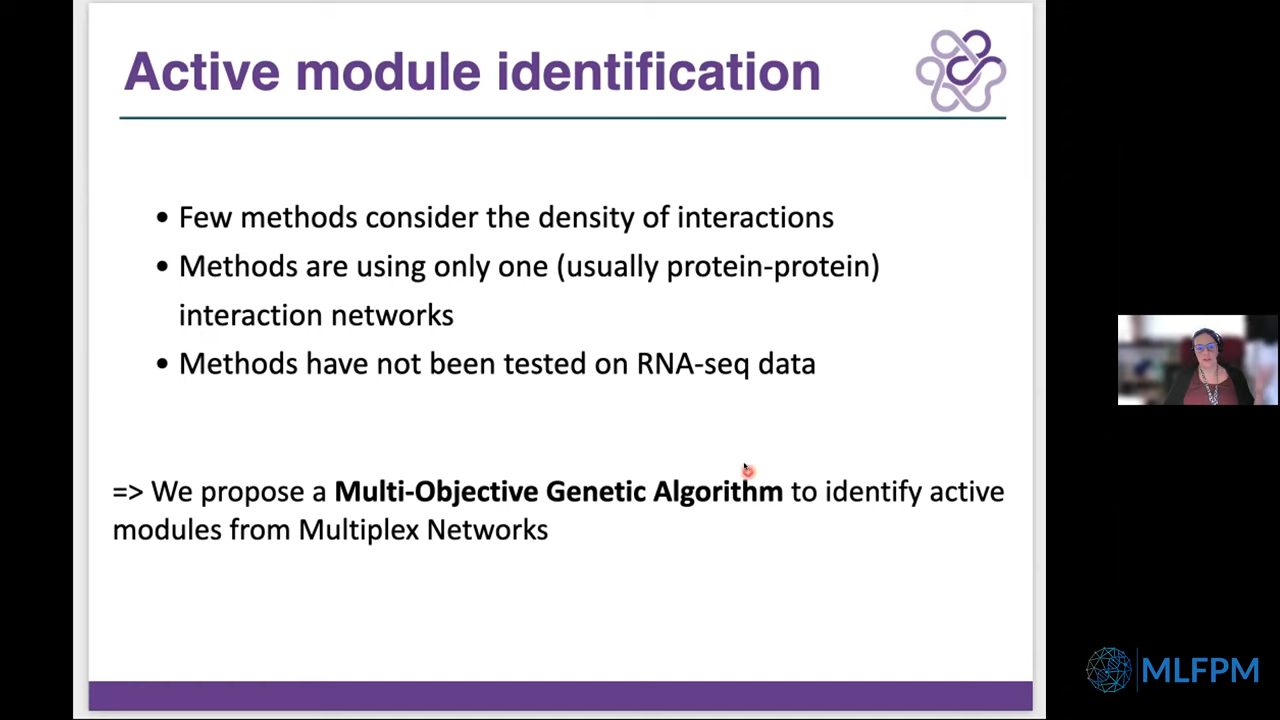 Active module identification
• Few methods consider the density of interactions
• Methods are using only one (usually protein-protein)
interaction networks
• Methods have not been tested on RNA-seq data
=> We propose a Multi-Objective Genetic Algorithm to identify active
modules from Multiplex Networks
MLFPM